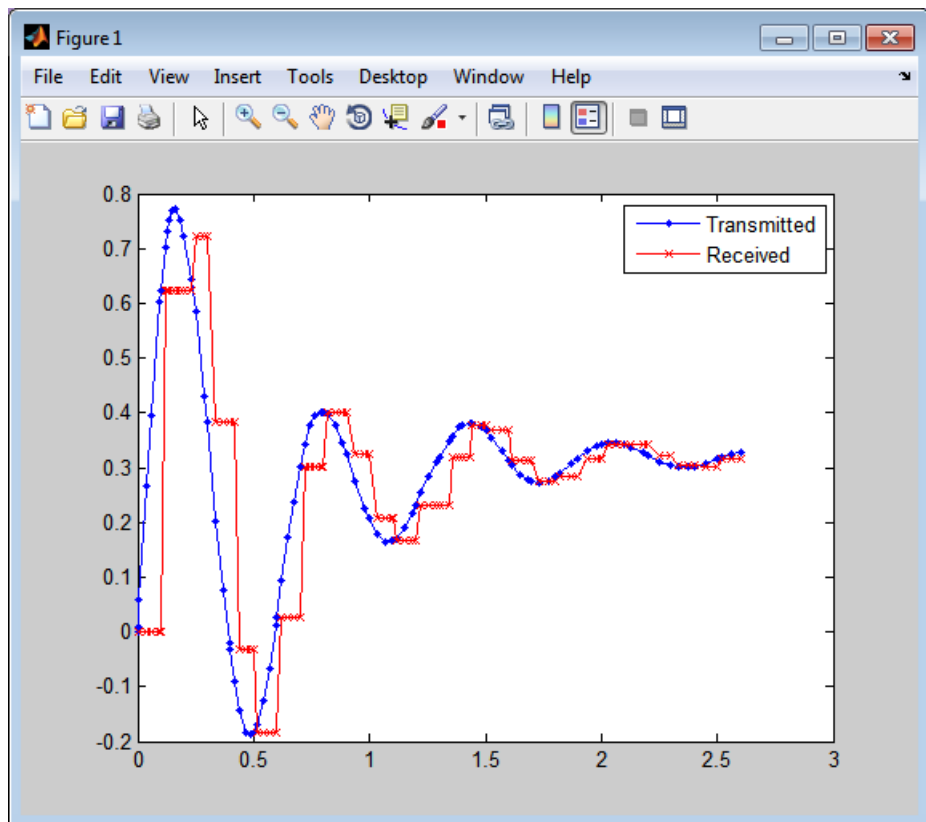 Figure 1
File Edit View Insert Tools Desktop Window Help
0.8
0.7
0.6
0.5
0.4
0.3
0.2
0.1
0
-0.1
-0.2
0 0.5 1 1.5 2 2.5 3
Transmitted
Received